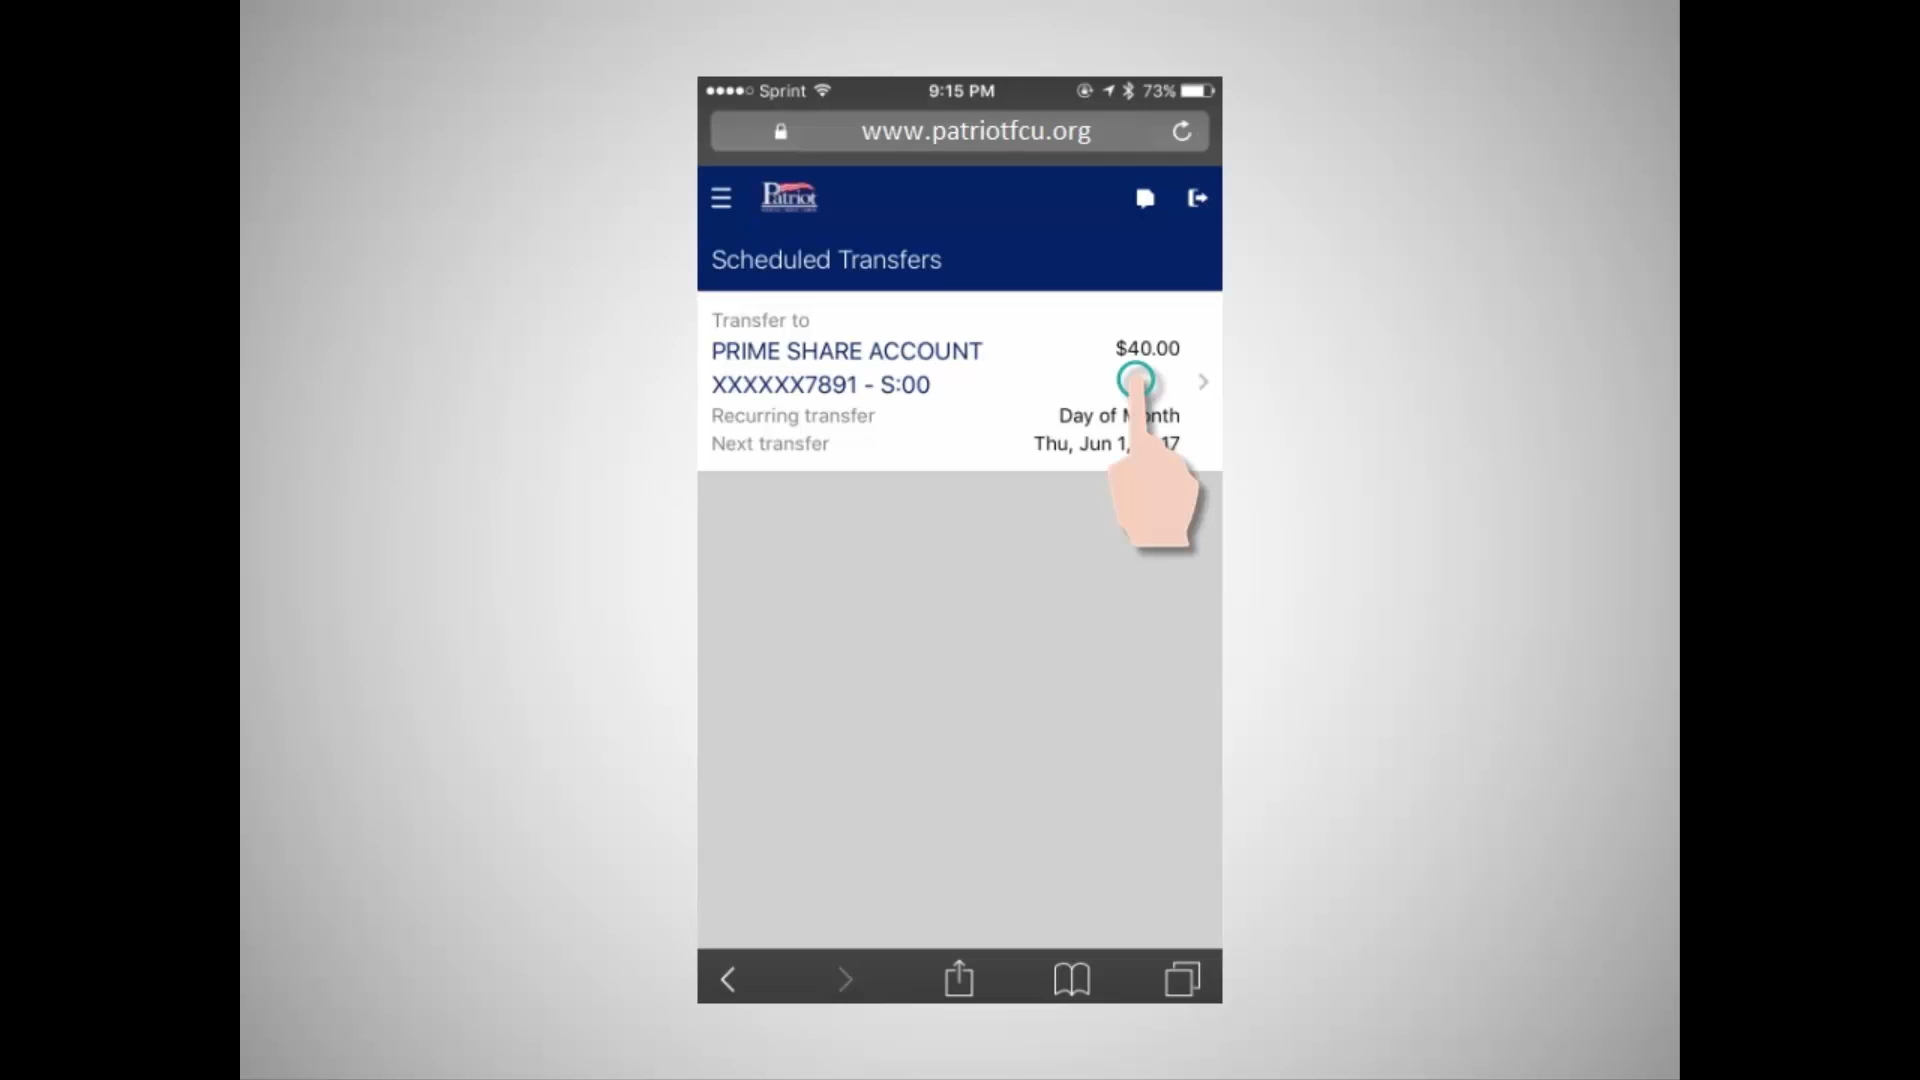 Sprint 9:15 PM 73%
www.patriotfcu.org
Patriot
Scheduled Transfers
Transfer to
PRIME SHARE ACCOUNT $40.00
XXXXXX7891 - S:00
Recurring transfer Day of Month
Next transfer Thu, Jun 1, 17